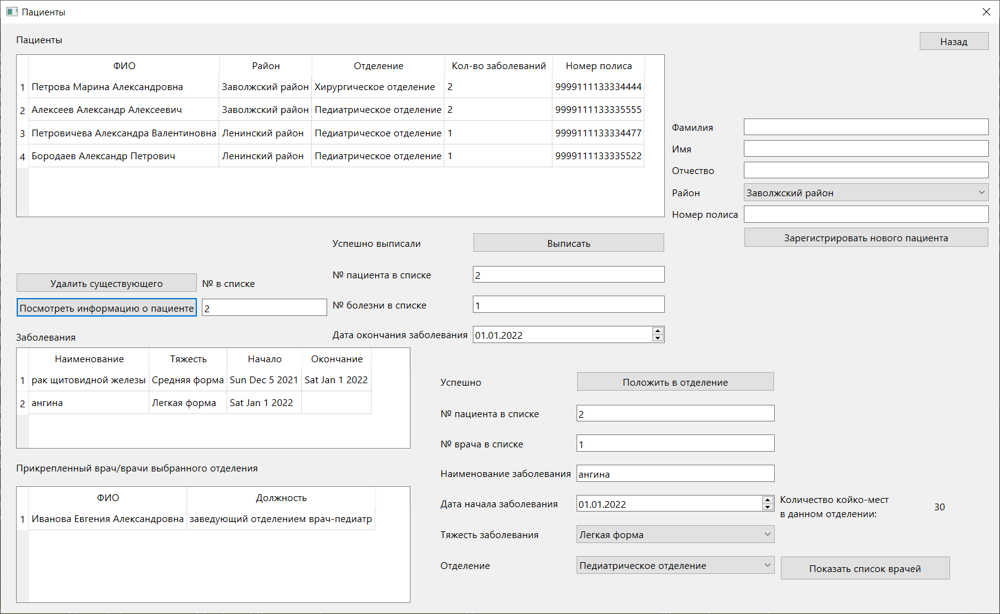 Пациенты
Пациенты
Назад
ФИО Район Отделение Кол-во заболеваний Номер полиса
1 Петрова Марина Александровна Заволжский район Хирургическое отделение 2 9999111133334444
2 Алексеев Александр Алексеевич Заволжский район Педиатрическое отделение 2 9999111133335555
3 Петровичева Александра Валентиновна Ленинский район Педиатрическое отделение 1 9999111133334477
4 Бородаев Александр Петрович Ленинский район Педиатрическое отделение 1 9999111133335522
Фамилия
Имя
Отчество
Район Заволжский район
Номер полиса
Зарегистрировать нового пациента
Успешно выписали Выписать
№ пациента в списке 2
№ болезни в списке 1
Дата окончания заболевания 01.01.2022
Удалить существующего № в списке
Посмотреть информацию о пациенте 2
Заболевания
Наименование Тяжесть Начало Окончание
1 рак щитовидной железы Средняя форма Sun Dec 5 2021 Sat Jan 1 2022
2 ангина Легкая форма Sat Jan 1 2022
Прикрепленный врач/врачи выбранного отделения
ФИО Должность
1 Иванова Евгения Александровна заведующий отделением врач-педиатр
Успешно Положить в отделение
№ пациента в списке 2
№ врача в списке 1
Наименование заболевания ангина
Дата начала заболевания 01.01.2022
Количество койко-мест
в данном отделении: 30
Тяжесть заболевания Легкая форма
Отделение Педиатрическое отделение Показать список врачей